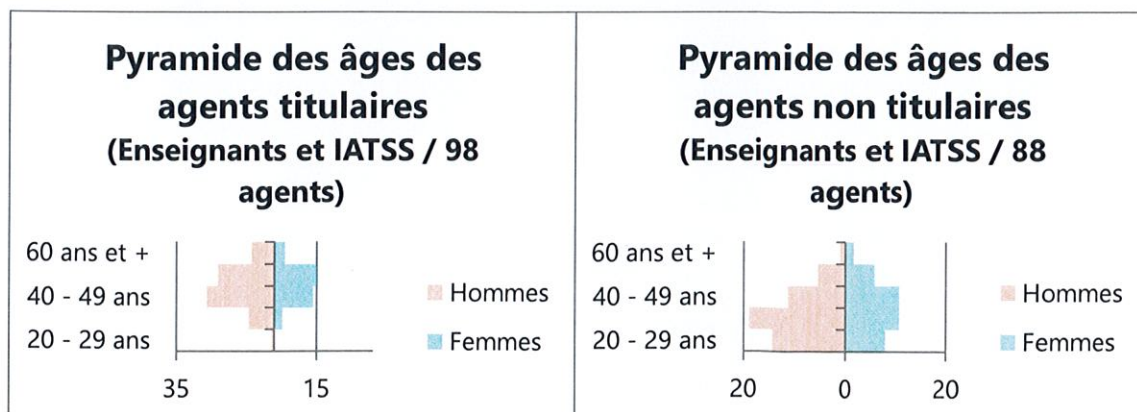 Pyramide des âges des
agents titulaires
(Enseignants et IATSS / 98
agents)
60 ans et +
40 - 49 ans
20 - 29 ans
Hommes
Femmes
35
15
Pyramide des âges des
agents non titulaires
(Enseignants et IATSS / 88
agents)
60 ans et +
40 - 49 ans
20 - 29 ans
Hommes
Femmes
20
0
20